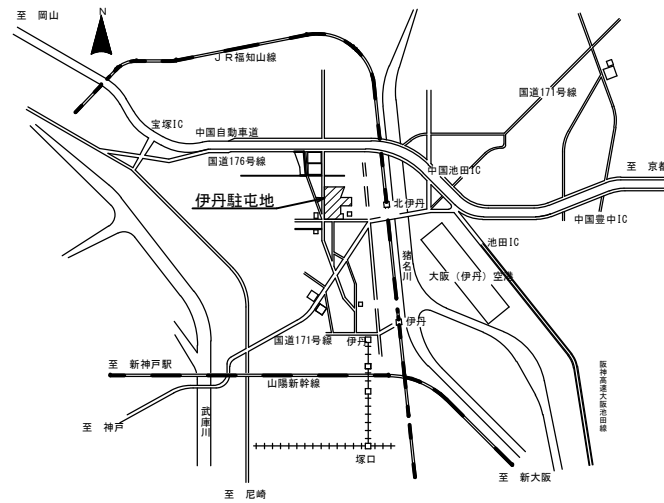 至 岡山
N
JR福知山線
国道171号線
宝塚IC
中国自動車道
国道176号線
中国池田IC
至 京都
伊丹駐屯地
北伊丹
中国豊中IC
池田IC
猪名川
大阪(伊丹)空港
伊丹
国道171号線
伊丹
至 新神戸駅
山陽新幹線
阪神高速大阪池田線
武庫川
至 神戸
塚口
至 新大阪
至 尼崎